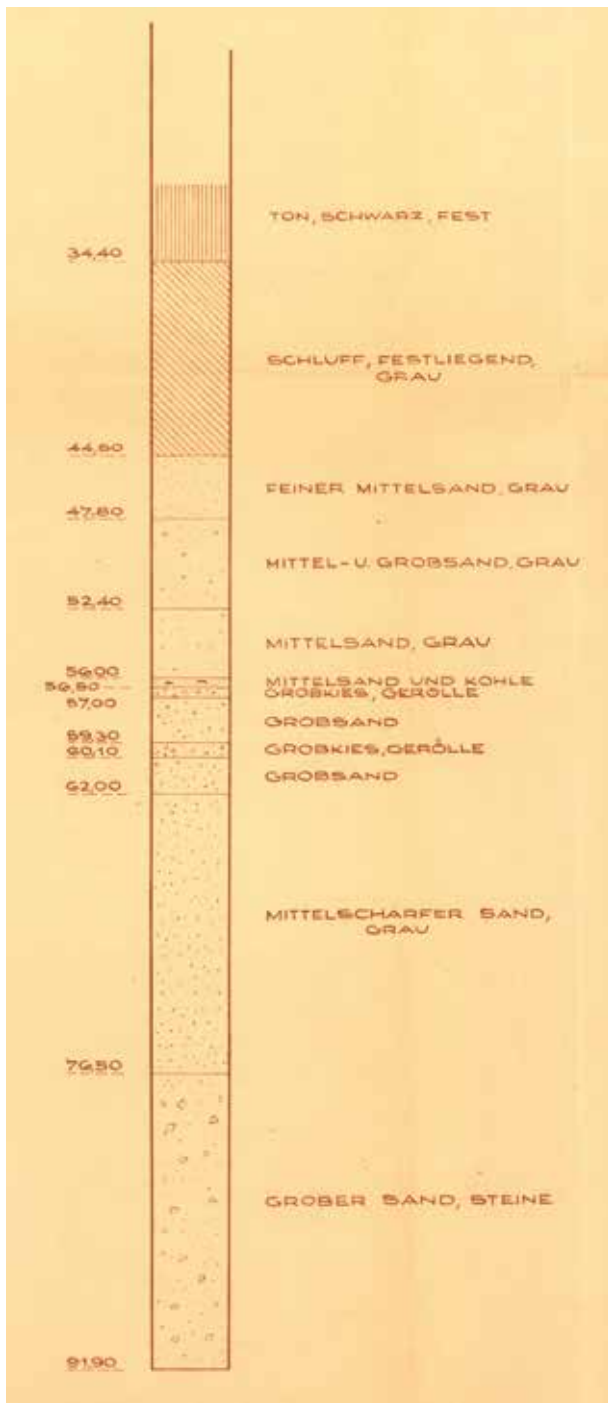 TON, SCHWARZ, FEST
34,40
SCHLUFF, FESTLIEGEND,
GRAU
44,60
FEINER MITTELSAND, GRAU
47,80
MITTEL- U. GROBSAND, GRAU
52,40
MITTELSAND, GRAU
56,00
MITTELSAND UND KOHLE
56,50
GROBKIES, GERÖLLE
57,00
GROBSAND
59,30
GROBKIES, GERÖLLE
60,10
GROBSAND
62,00
MITTELSCHARFER SAND,
GRAU
76,50
GROBER SAND, STEINE
91,90